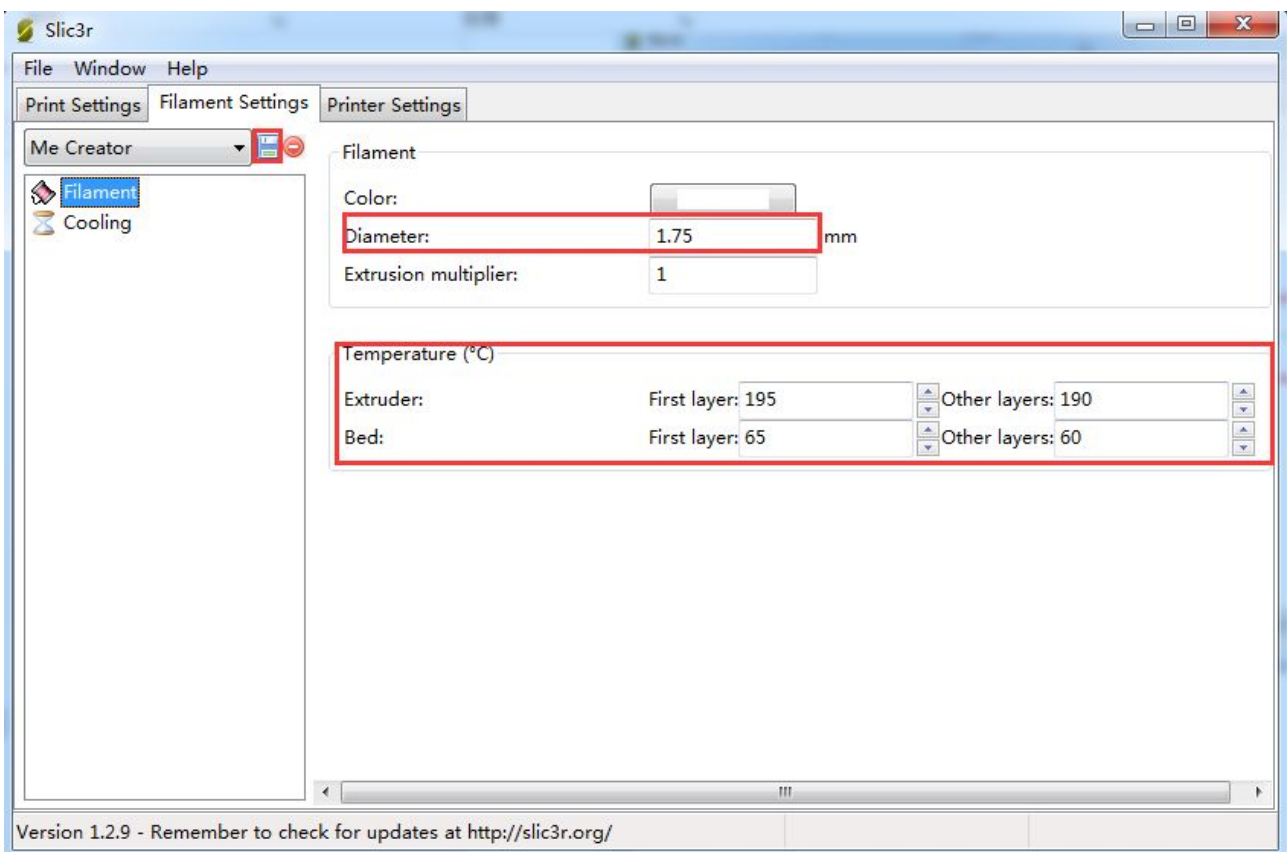 Slic3r
File Window Help
Print Settings Filament Settings Printer Settings
Me Creator
Filament
Cooling
Filament
Color:
Diameter: 1.75 mm
Extrusion multiplier: 1
Temperature (°C)
Extruder: First layer: 195 Other layers: 190
Bed: First layer: 65 Other layers: 60
Version 1.2.9 - Remember to check for updates at http://slic3r.org/